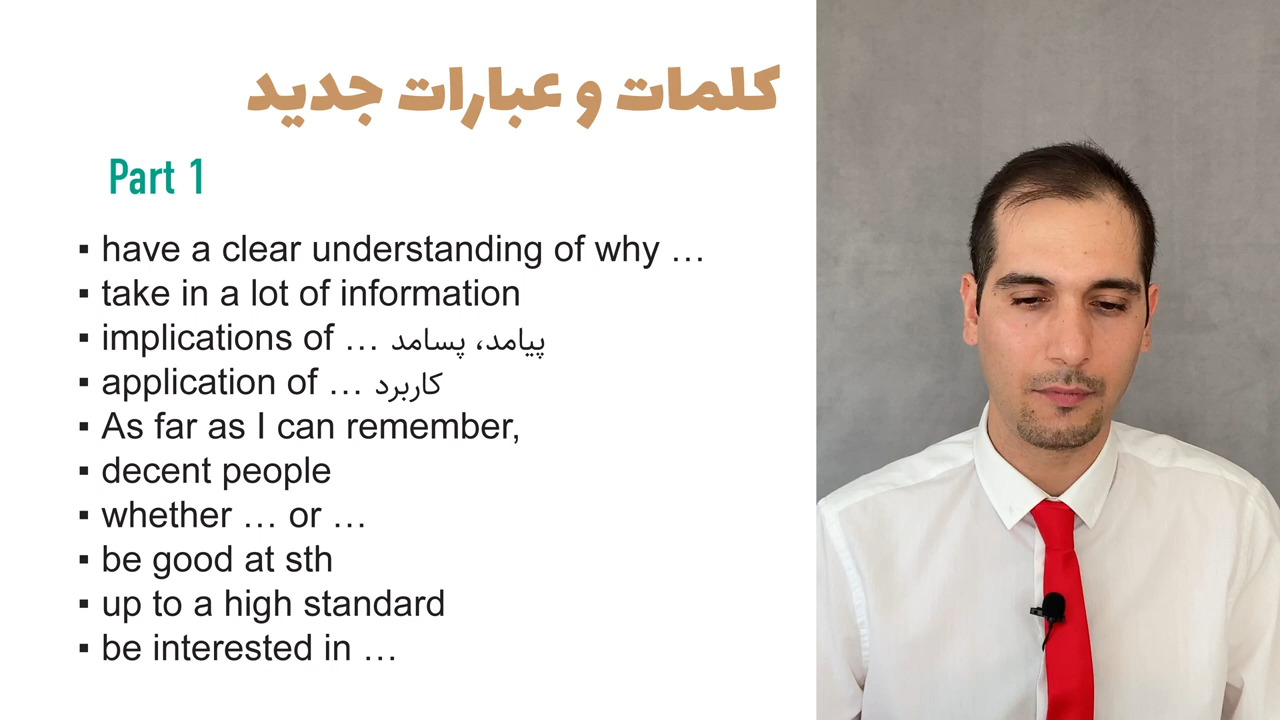 کلمات و عبارات جدید
Part 1
▪ have a clear understanding of why …
▪ take in a lot of information
▪ implications of … پیامد، پسامد
▪ application of … کاربرد
▪ As far as I can remember,
▪ decent people
▪ whether … or …
▪ be good at sth
▪ up to a high standard
▪ be interested in …